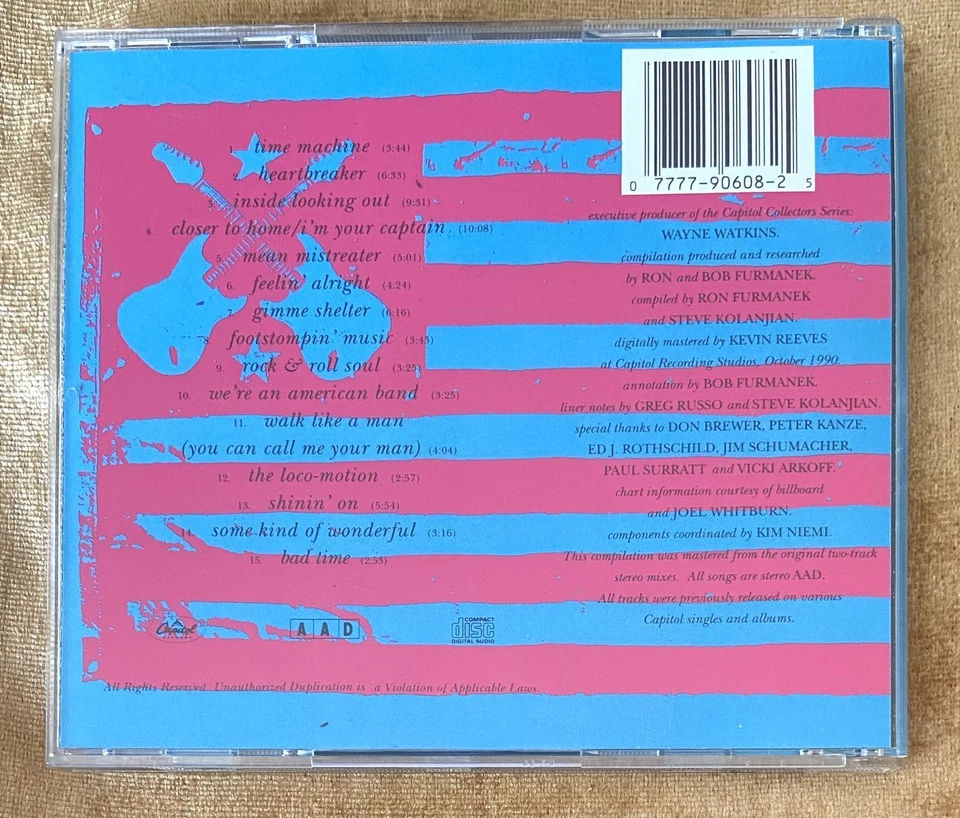 1. time machine (3:44)
2. heartbreaker (6:33)
3. inside looking out (9:31)
4. closer to home/i'm your captain (10:08)
5. mean mistreater (5:01)
6. feelin' alright (4:24)
7. gimme shelter (6:16)
8. footstompin' music (3:45)
9. rock & roll soul (3:25)
10. we're an american band (3:25)
11. walk like a man
(you can call me your man) (4:04)
12. the loco-motion (2:57)
13. shinin' on (5:54)
14. some kind of wonderful (3:16)
15. bad time (2:53)
Capitol
RECORDS
A A D
COMPACT
disc
DIGITAL AUDIO
All Rights Reserved. Unauthorized Duplication is a Violation of Applicable Laws.
0 7777-90608-2 5
executive producer of the Capitol Collectors Series:
WAYNE WATKINS.
compilation produced and researched
by RON and BOB FURMANEK.
compiled by RON FURMANEK
and STEVE KOLANJIAN.
digitally mastered by KEVIN REEVES
at Capitol Recording Studios, October 1990.
annotation by BOB FURMANEK.
liner notes by GREG RUSSO and STEVE KOLANJIAN.
special thanks to DON BREWER, PETER KANZE,
ED J. ROTHSCHILD, JIM SCHUMACHER,
PAUL SURRATT and VICKI ARKOFF.
chart information courtesy of billboard
and JOEL WHITBURN.
components coordinated by KIM NIEMI.
This compilation was mastered from the original two-track
stereo mixes. All songs are stereo AAD.
All tracks were previously released on various
Capitol singles and albums.